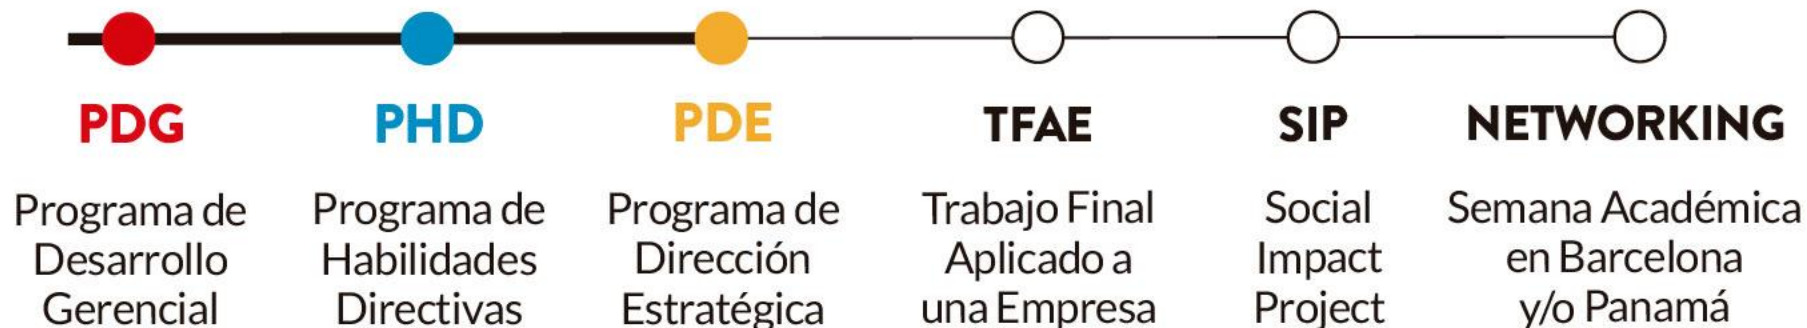 PDG
Programa de
Desarrollo
Gerencial
PHD
Programa de
Habilidades
Directivas
PDE
Programa de
Dirección
Estratégica
TFAE
Trabajo Final
Aplicado a
una Empresa
SIP
Social
Impact
Project
NETWORKING
Semana Académica
en Barcelona
y/o Panamá